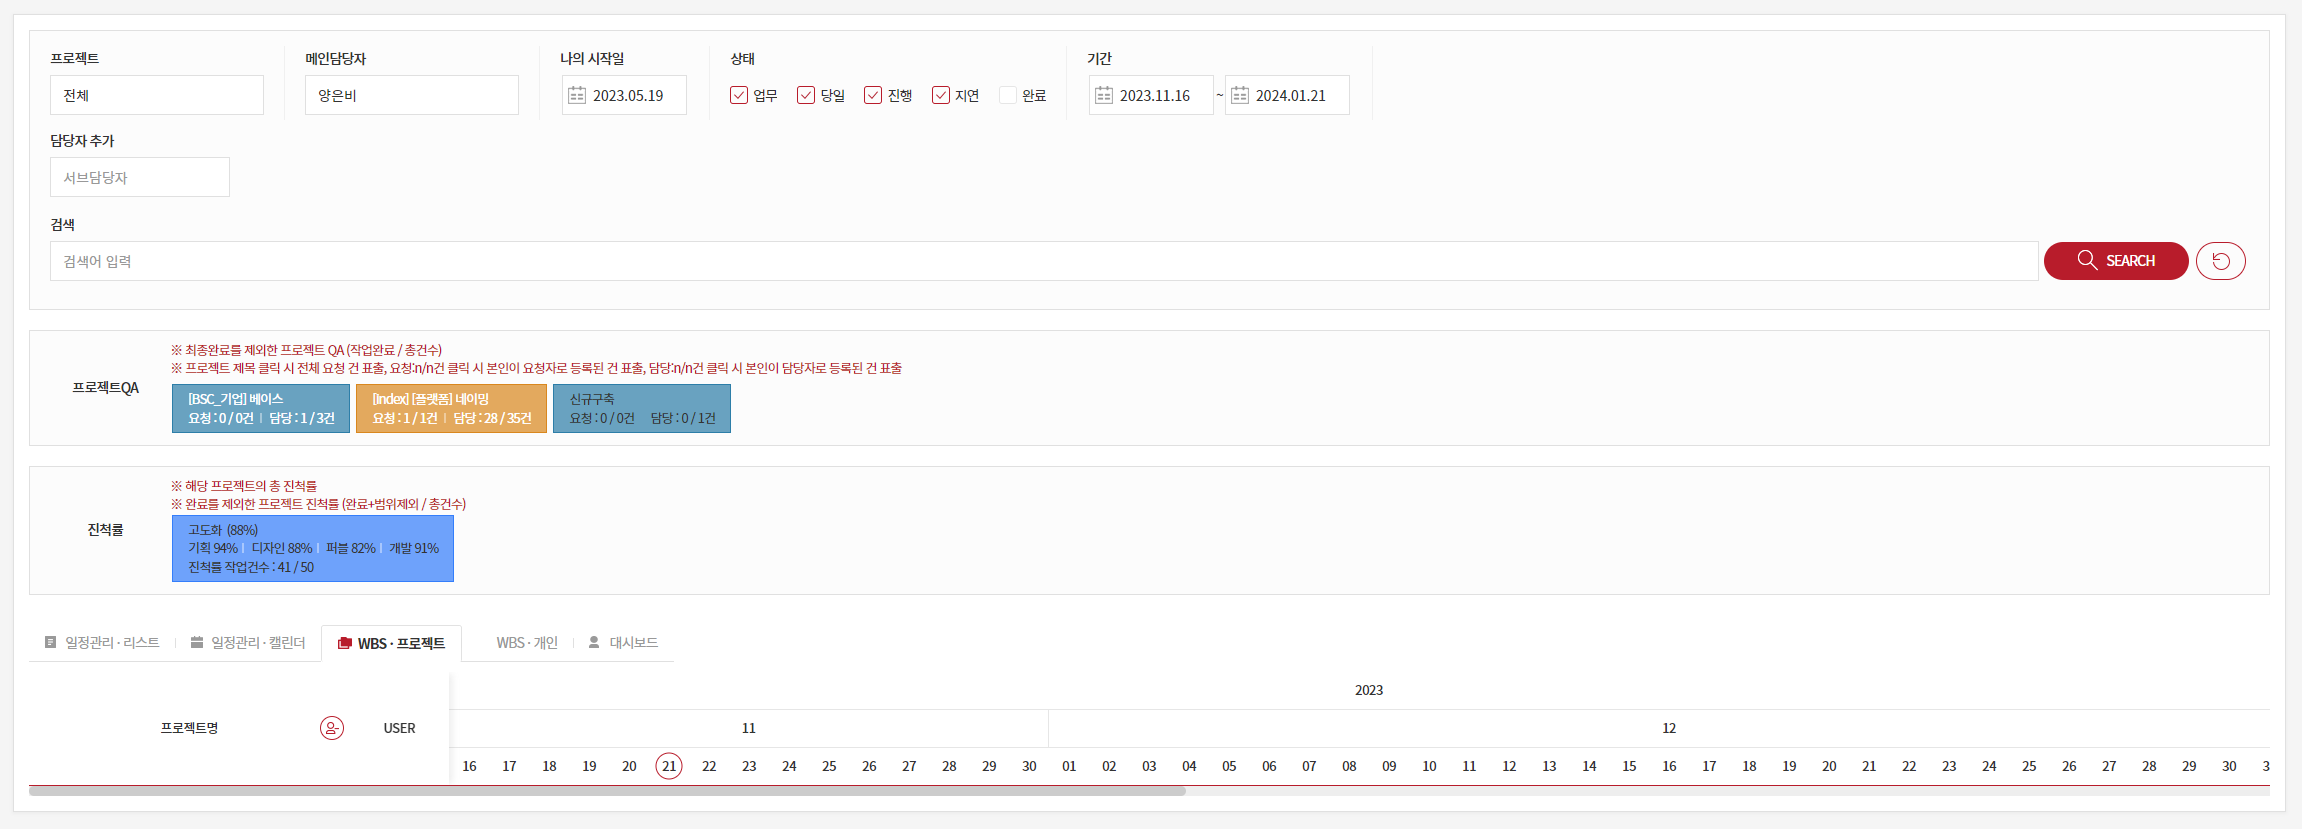 프로젝트
전체
메인담당자
양은비
나의 시작일
2023.05.19
상태
업무 당일 진행 지연 완료
기간
2023.11.16 ~ 2024.01.21
담당자 추가
서브담당자
검색
검색어 입력
SEARCH
프로젝트QA
※ 최종완료를 제외한 프로젝트 QA (작업완료 / 총건수)
※ 프로젝트 제목 클릭 시 전체 요청 건 표출, 요청:n/n건 클릭 시 본인이 요청자로 등록된 건 표출, 담당:n/n건 클릭 시 본인이 담당자로 등록된 건 표출
[BSC_기업] 베이스
요청 : 0 / 0건 담당 : 1 / 3건
[Index] [플랫폼] 네이밍
요청 : 1 / 1건 담당 : 28 / 35건
신규구축
요청 : 0 / 0건 담당 : 0 / 1건
진척률
※ 해당 프로젝트의 총 진척률
※ 완료를 제외한 프로젝트 진척률 (완료+범위제외 / 총건수)
고도화 (88%)
기획 94% 디자인 88% 퍼블 82% 개발 91%
진척률 작업건수 : 41 / 50
일정관리 · 리스트 일정관리 · 캘린더 WBS · 프로젝트 WBS · 개인 대시보드
프로젝트명 USER
2023
11 12
16 17 18 19 20 21 22 23 24 25 26 27 28 29 30 01 02 03 04 05 06 07 08 09 10 11 12 13 14 15 16 17 18 19 20 21 22 23 24 25 26 27 28 29 30 3